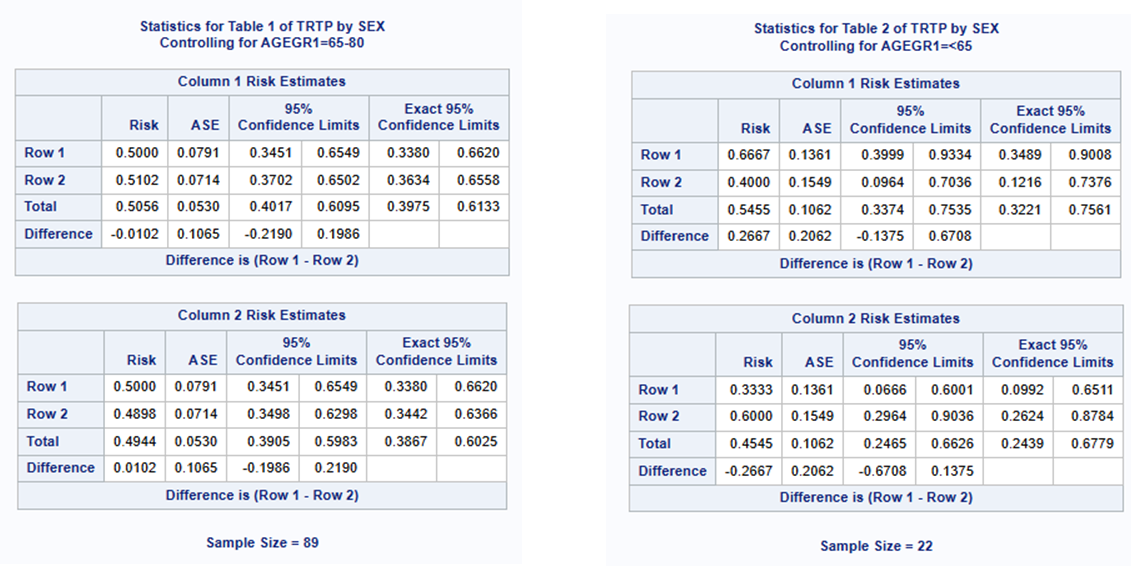 Statistics for Table 1 of TRTP by SEX
Controlling for AGEGR1=65-80
Column 1 Risk Estimates
Risk ASE 95% Confidence Limits Exact 95% Confidence Limits
Row 1 0.5000 0.0791 0.3451 0.6549 0.3380 0.6620
Row 2 0.5102 0.0714 0.3702 0.6502 0.3634 0.6558
Total 0.5056 0.0530 0.4017 0.6095 0.3975 0.6133
Difference -0.0102 0.1065 -0.2190 0.1986
Difference is (Row 1 - Row 2)
Column 2 Risk Estimates
Risk ASE 95% Confidence Limits Exact 95% Confidence Limits
Row 1 0.5000 0.0791 0.3451 0.6549 0.3380 0.6620
Row 2 0.4898 0.0714 0.3498 0.6298 0.3442 0.6366
Total 0.4944 0.0530 0.3905 0.5983 0.3867 0.6025
Difference 0.0102 0.1065 -0.1986 0.2190
Difference is (Row 1 - Row 2)
Sample Size = 89
Statistics for Table 2 of TRTP by SEX
Controlling for AGEGR1=<65
Column 1 Risk Estimates
Risk ASE 95% Confidence Limits Exact 95% Confidence Limits
Row 1 0.6667 0.1361 0.3999 0.9334 0.3489 0.9008
Row 2 0.4000 0.1549 0.0964 0.7036 0.1216 0.7376
Total 0.5455 0.1062 0.3374 0.7535 0.3221 0.7561
Difference 0.2667 0.2062 -0.1375 0.6708
Difference is (Row 1 - Row 2)
Column 2 Risk Estimates
Risk ASE 95% Confidence Limits Exact 95% Confidence Limits
Row 1 0.3333 0.1361 0.0666 0.6001 0.0992 0.6511
Row 2 0.6000 0.1549 0.2964 0.9036 0.2624 0.8784
Total 0.4545 0.1062 0.2465 0.6626 0.2439 0.6779
Difference -0.2667 0.2062 -0.6708 0.1375
Difference is (Row 1 - Row 2)
Sample Size = 22